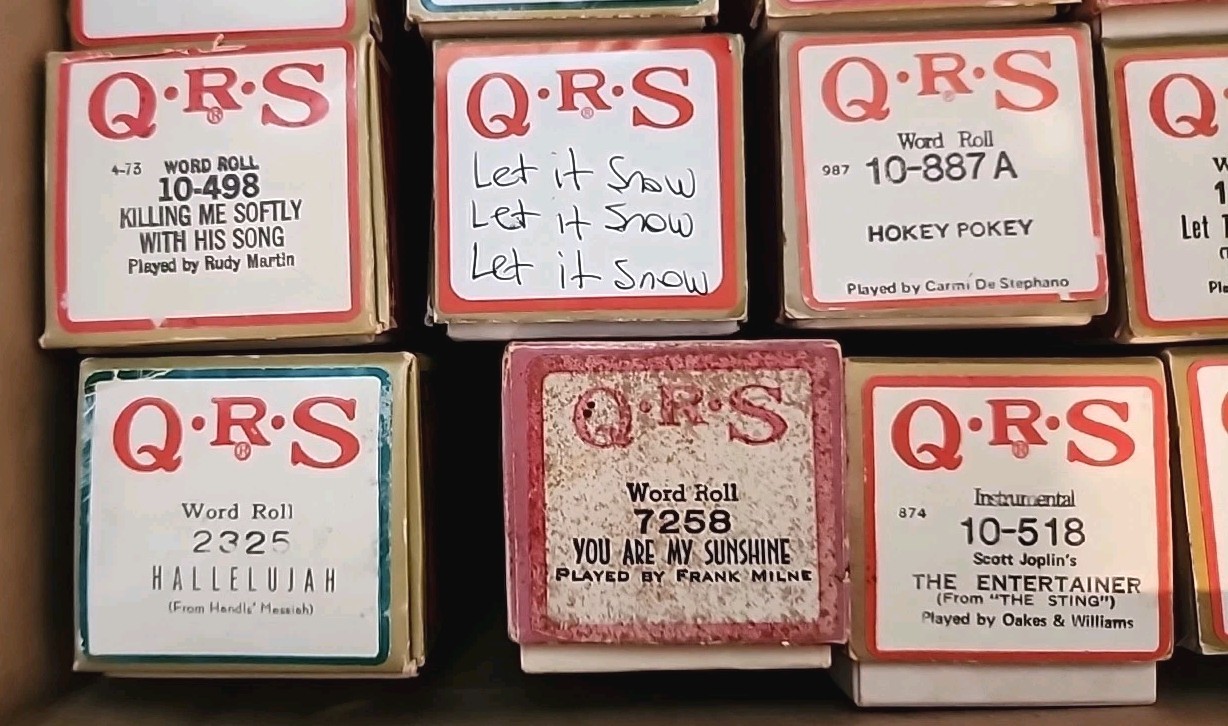 Q·R·S
®
4-73 WORD ROLL
10-498
KILLING ME SOFTLY
WITH HIS SONG
Played by Rudy Martin
Q·R·S
®
Let it Snow
Let it Snow
Let it Snow
Q·R·S
®
Word Roll
987 10-887A
HOKEY POKEY
Played by Carmi De Stephano
Q
Let
Q·R·S
®
Word Roll
2325
HALLELUJAH
(From Handls' Messiah)
Q·R·S
Word Roll
7258
YOU ARE MY SUNSHINE
PLAYED BY FRANK MILNE
Q·R·S
®
Instrumental
874 10-518
Scott Joplin's
THE ENTERTAINER
(From "THE STING")
Played by Oakes & Williams